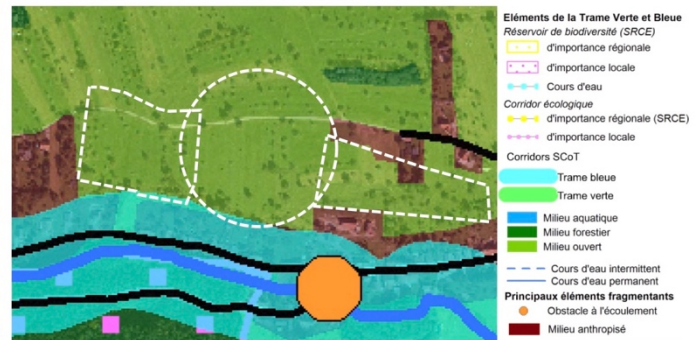 Eléments de la Trame Verte et Bleue
Réservoir de biodiversité (SRCE)
d'importance régionale
d'importance locale
Cours d'eau
Corridor écologique
d'importance régionale (SRCE)
d'importance locale
Corridors SCoT
Trame bleue
Trame verte
Milieu aquatique
Milieu forestier
Milieu ouvert
Cours d'eau intermittent
Cours d'eau permanent
Principaux éléments fragmentants
Obstacle à l'écoulement
Milieu anthropisé